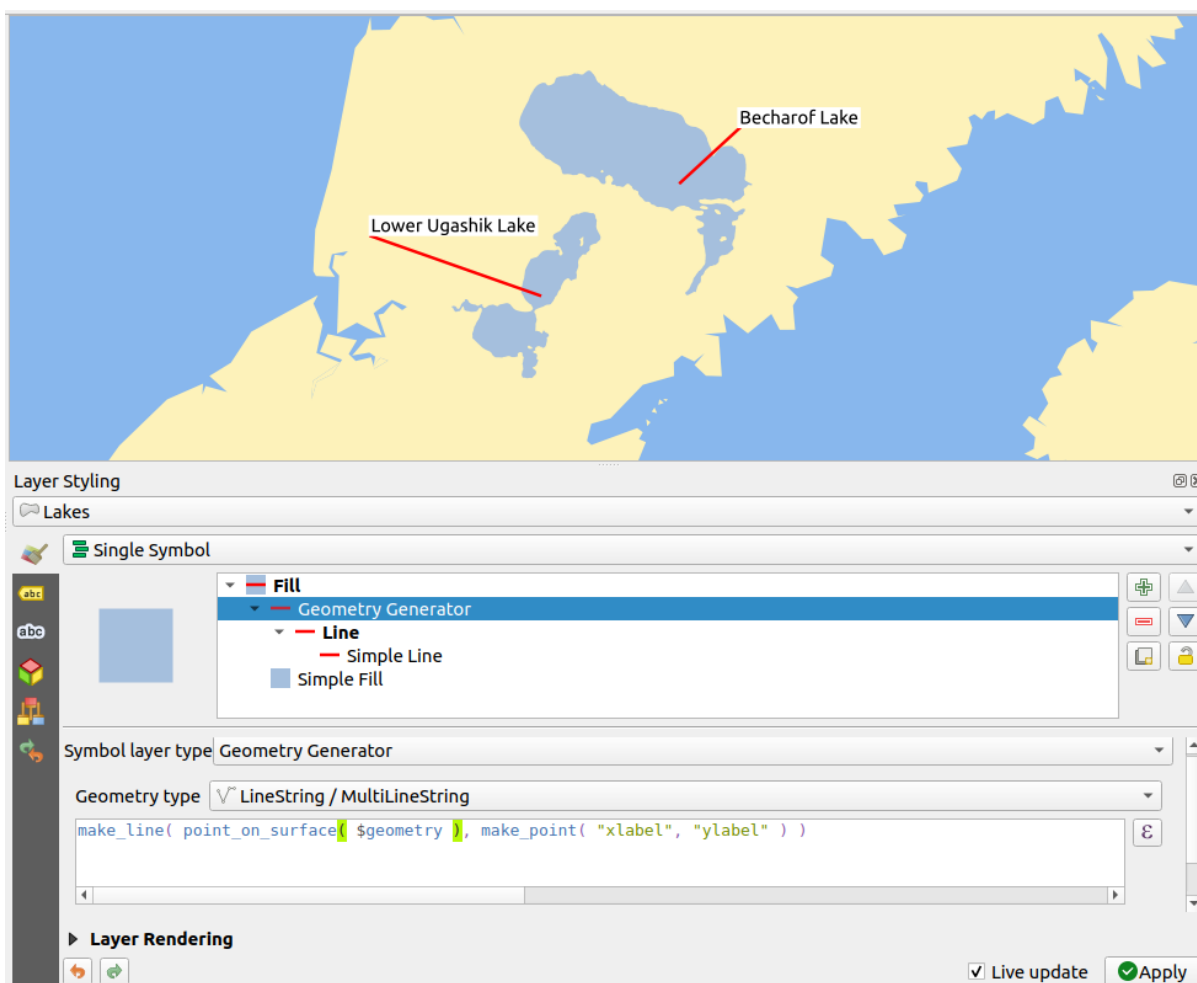 Becharof Lake
Lower Ugashik Lake
Layer Styling
Lakes
Single Symbol
abc
abc
Fill
Geometry Generator
Line
Simple Line
Simple Fill
Symbol layer type Geometry Generator
Geometry type LineString / MultiLineString
make_line( point_on_surface( $geometry ), make_point( "xlabel", "ylabel" ) )
ε
Layer Rendering
Live update Apply